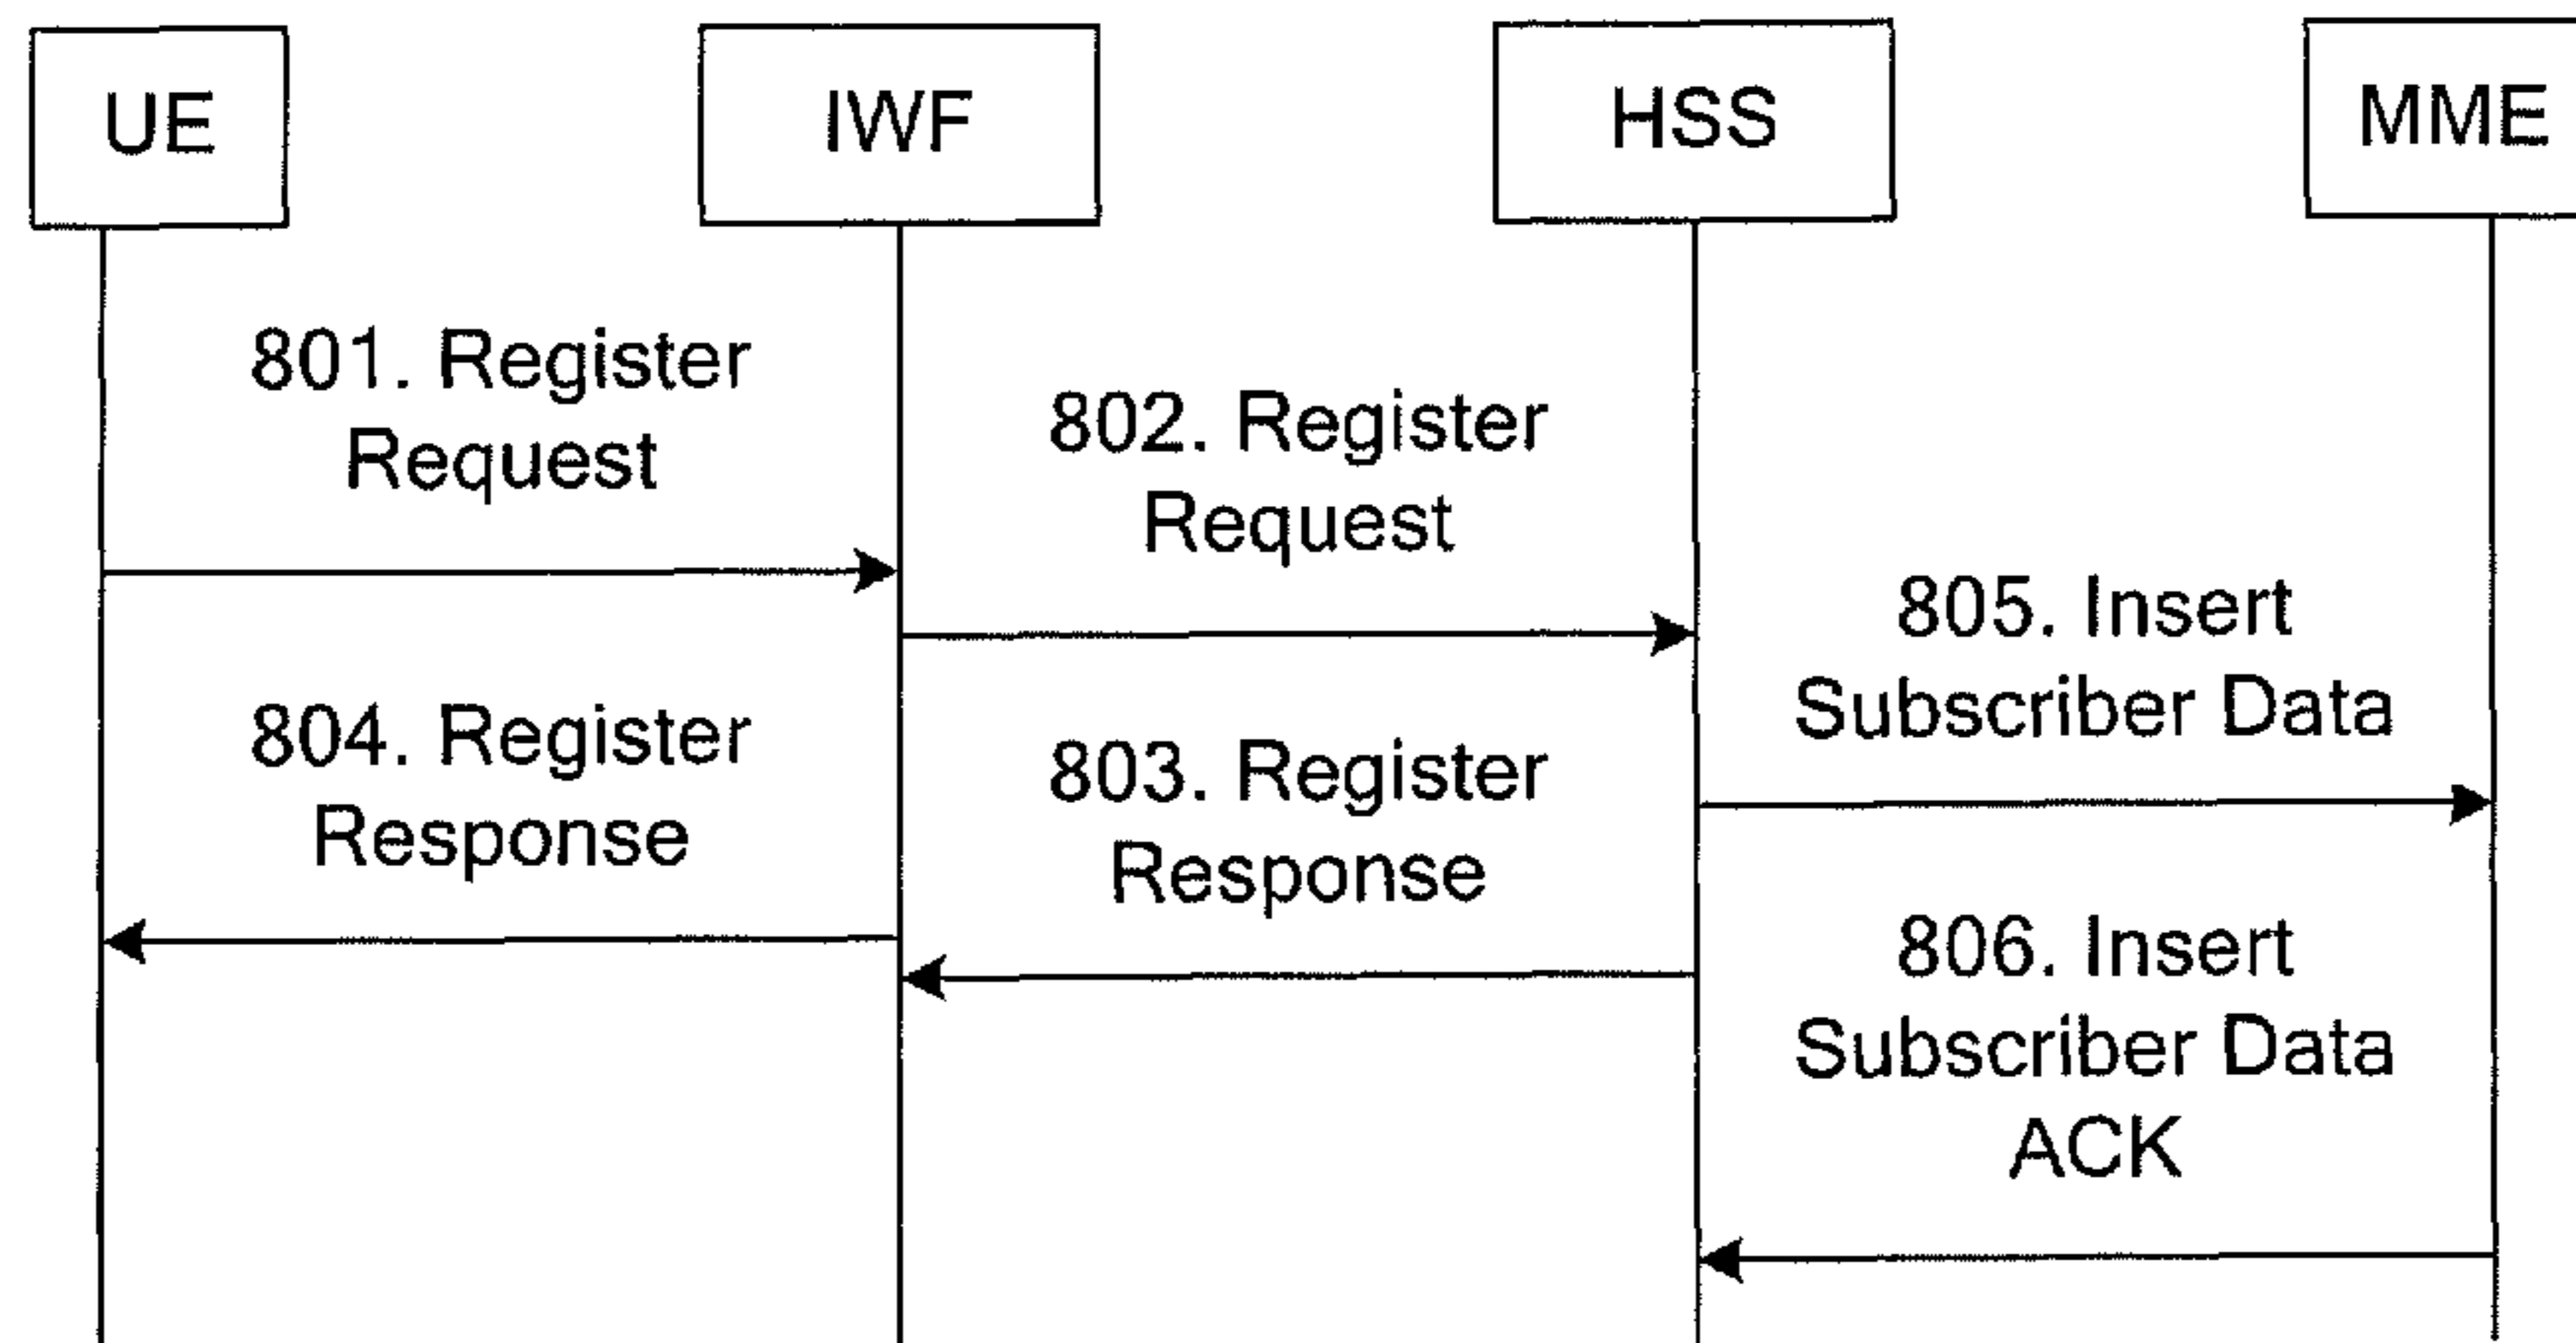 UE
IWF
HSS
MME
801. Register
Request
802. Register
Request
805. Insert
Subscriber Data
804. Register
Response
803. Register
Response
806. Insert
Subscriber Data
ACK